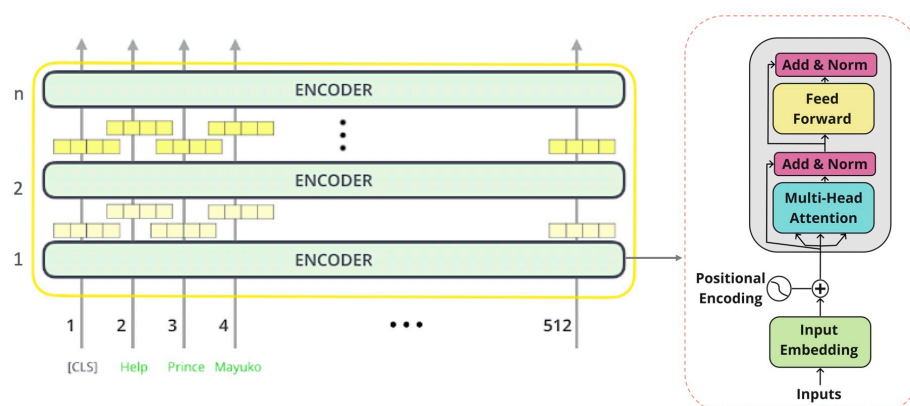 n
ENCODER
2
ENCODER
1
ENCODER
1 2 3 4 ••• 512
[CLS] Help Prince Mayuko
Add & Norm
Feed
Forward
Add & Norm
Multi-Head
Attention
Positional
Encoding
Input
Embedding
Inputs